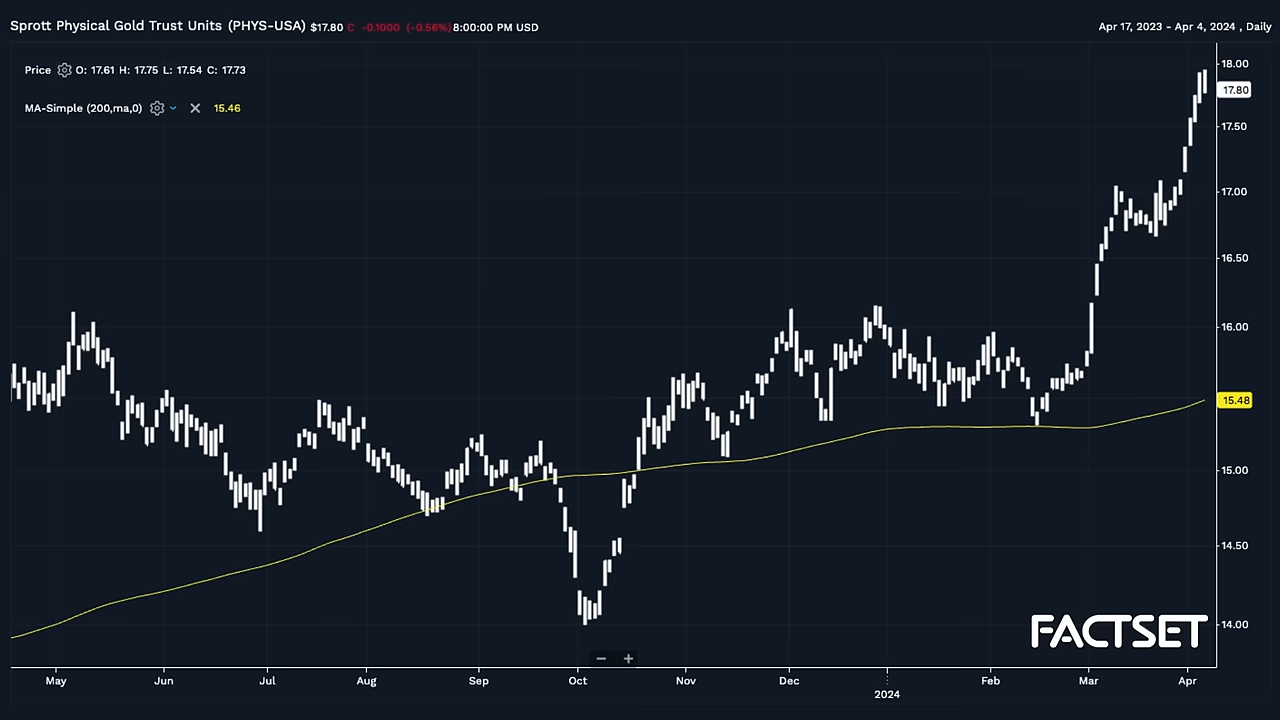 Sprott Physical Gold Trust Units (PHYS-USA) $17.80 C -0.1000 (-0.56%) 8:00:00 PM USD
Apr 17, 2023 - Apr 4, 2024 , Daily
Price O: 17.61 H: 17.75 L: 17.54 C: 17.73
MA-Simple (200,ma,0) 15.46
18.00
17.80
17.50
17.00
16.50
16.00
15.48
15.00
14.50
14.00
FACTSET
May Jun Jul Aug Sep Oct Nov Dec Feb Mar Apr
2024